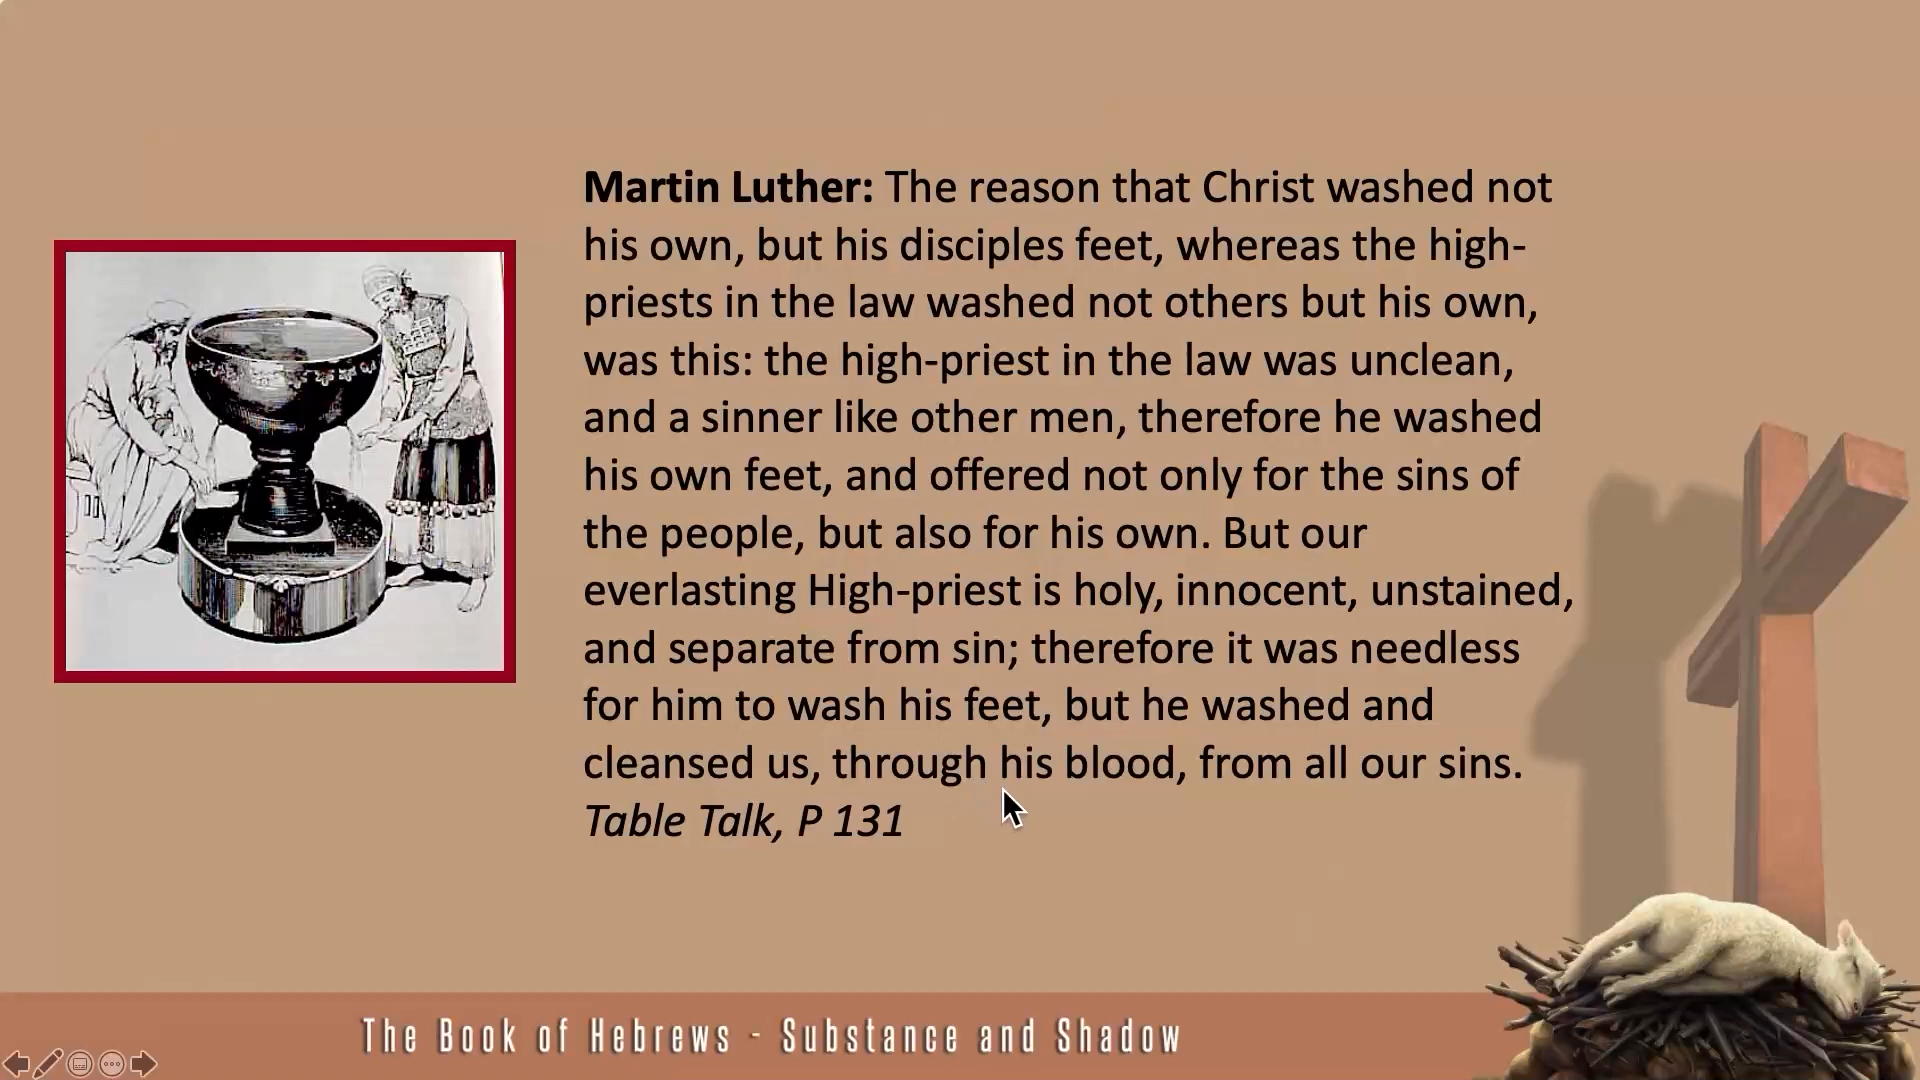 Martin Luther: The reason that Christ washed not
his own, but his disciples feet, whereas the high-
priests in the law washed not others but his own,
was this: the high-priest in the law was unclean,
and a sinner like other men, therefore he washed
his own feet, and offered not only for the sins of
the people, but also for his own. But our
everlasting High-priest is holy, innocent, unstained,
and separate from sin; therefore it was needless
for him to wash his feet, but he washed and
cleansed us, through his blood, from all our sins.
Table Talk, P 131
The Book of Hebrews - Substance and Shadow